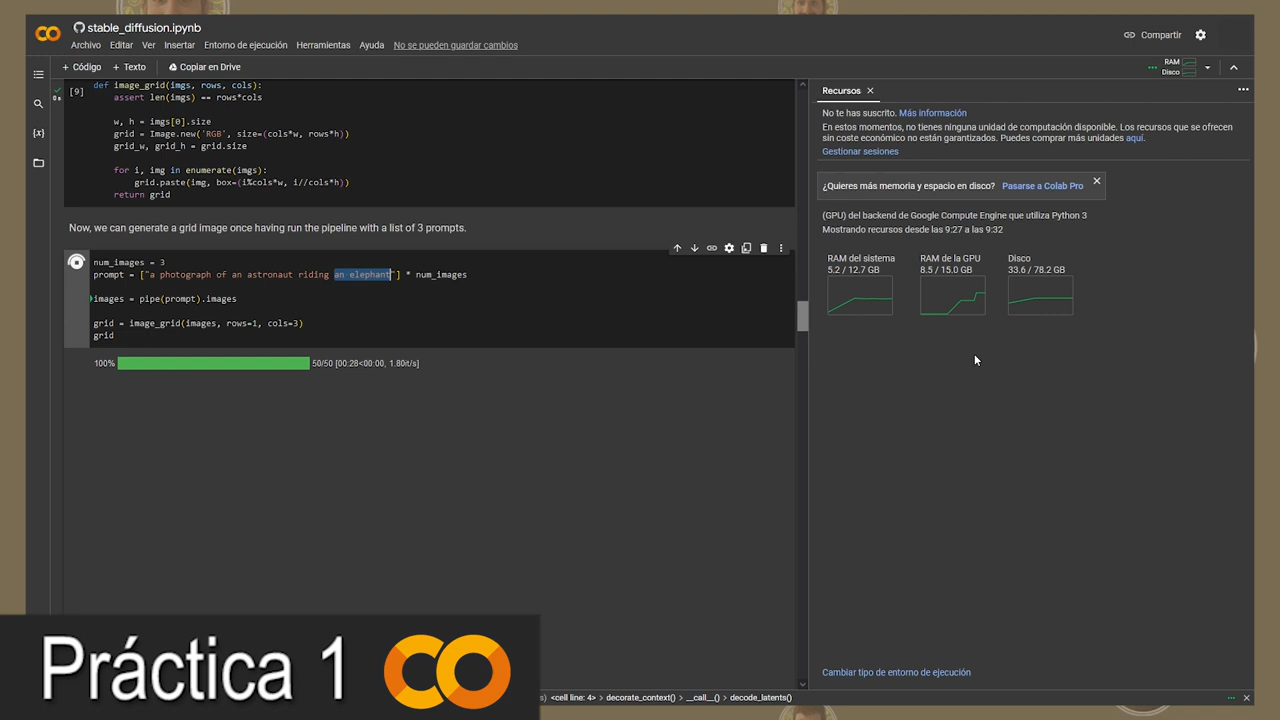 stable_diffusion.ipynb
Archivo Editar Ver Insertar Entorno de ejecución Herramientas Ayuda No se pueden guardar cambios
Compartir
+ Código + Texto Copiar en Drive
RAM
Disco
[9]
0s
def image_grid(imgs, rows, cols):
assert len(imgs) == rows*cols
w, h = imgs[0].size
grid = Image.new('RGB', size=(cols*w, rows*h))
grid_w, grid_h = grid.size
for i, img in enumerate(imgs):
grid.paste(img, box=(i%cols*w, i//cols*h))
return grid
Now, we can generate a grid image once having run the pipeline with a list of 3 prompts.
num_images = 3
prompt = ["a photograph of an astronaut riding an elephant"] * num_images
images = pipe(prompt).images
grid = image_grid(images, rows=1, cols=3)
grid
100% 50/50 [00:28<00:00, 1.80it/s]
Recursos
No te has suscrito. Más información
En estos momentos, no tienes ninguna unidad de computación disponible. Los recursos que se ofrecen
sin coste económico no están garantizados. Puedes comprar más unidades aquí.
Gestionar sesiones
¿Quieres más memoria y espacio en disco? Pasarse a Colab Pro
(GPU) del backend de Google Compute Engine que utiliza Python 3
Mostrando recursos desde las 9:27 a las 9:32
RAM del sistema
5.2 / 12.7 GB
RAM de la GPU
8.5 / 15.0 GB
Disco
33.6 / 78.2 GB
Cambiar tipo de entorno de ejecución
<cell line: 4> decorate_context() __call__() decode_latents()
Práctica 1